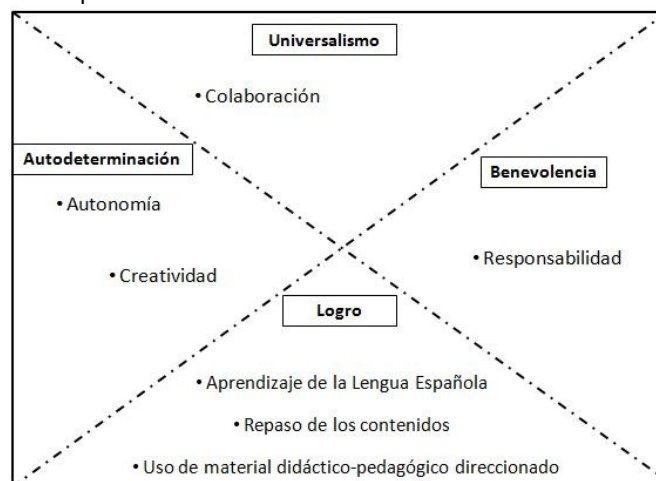 Universalismo
• Colaboración
Autodeterminación
Benevolencia
• Autonomía
• Responsabilidad
• Creatividad
Logro
• Aprendizaje de la Lengua Española
• Repaso de los contenidos
• Uso de material didáctico-pedagógico direccionado